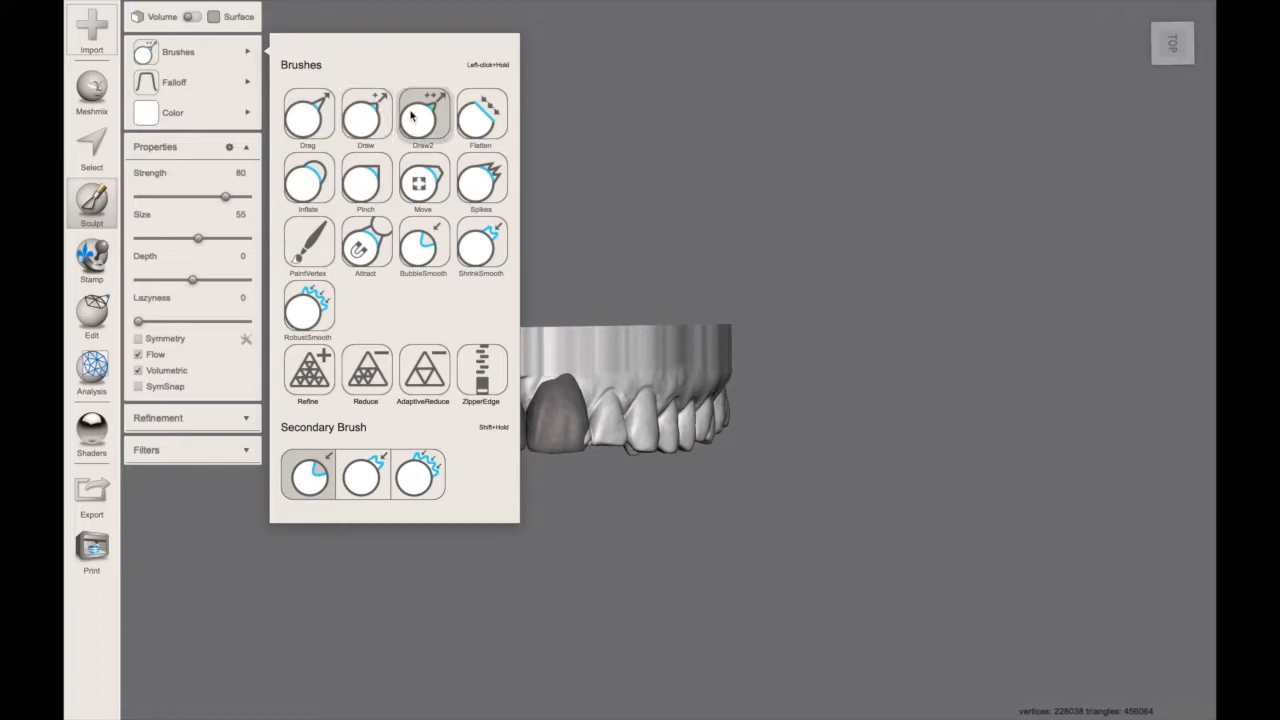 Import
Meshmix
Select
Sculpt
Stamp
Edit
Analysis
Shaders
Export
Print
Volume Surface
Brushes
Falloff
Color
Properties
Strength 80
Size 55
Depth 0
Lazyness 0
Symmetry
Flow
Volumetric
SymSnap
Refinement
Filters
Brushes Left-click+Hold
Drag Draw Draw2 Flatten
Inflate Pinch Move Spikes
PaintVertex Attract BubbleSmooth ShrinkSmooth
RobustSmooth
Refine Reduce AdaptiveReduce ZipperEdge
Secondary Brush Shift+Hold
TOP
vertices: 228038 triangles: 456064